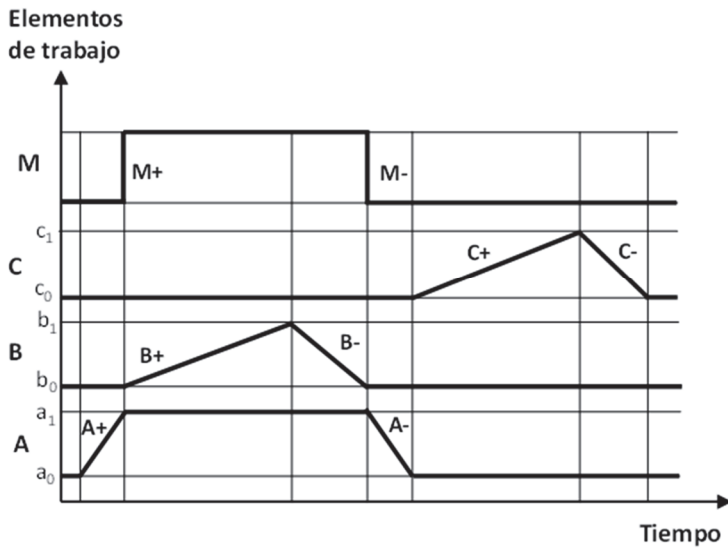 Elementos
de trabajo
M
M+
M-
c1
C
C+
C-
c0
b1
B
B+
B-
b0
a1
A
A+
A-
a0
Tiempo